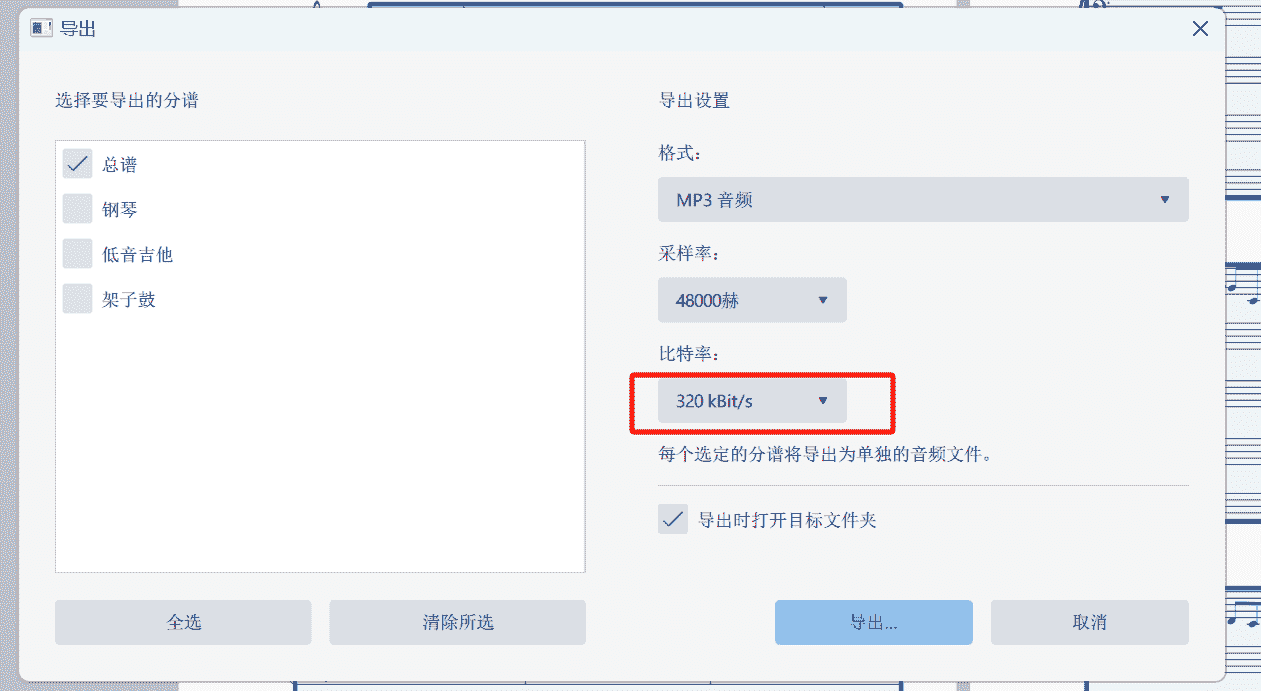 导出
选择要导出的分谱
总谱
钢琴
低音吉他
架子鼓
全选
清除所选
导出设置
格式：
MP3 音频
采样率：
48000赫
比特率：
320 kBit/s
每个选定的分谱将导出为单独的音频文件。
导出时打开目标文件夹
导出...
取消